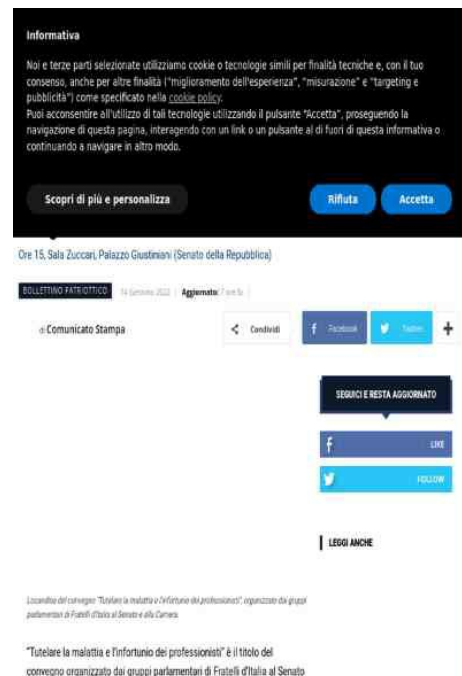 Informativa
Noi e terze parti selezionate utilizziamo cookie o tecnologie simili per finalità tecniche e, con il tuo
consenso, anche per altre finalità ("miglioramento dell'esperienza", "misurazione" e "targeting e
pubblicità") come specificato nella cookie policy.
Puoi acconsentire all'utilizzo di tali tecnologie utilizzando il pulsante "Accetta", proseguendo la
navigazione di questa pagina, interagendo con un link o un pulsante al di fuori di questa informativa o
continuando a navigare in altro modo.
Scopri di più e personalizza
Rifiuta
Accetta
Ore 15, Sala Zuccari, Palazzo Giustiniani (Senato della Repubblica)
BOLLETTINO PATRIOTTICO 14 Gennaio 2022 Aggiornato: 7 ore fa
di Comunicato Stampa
Condividi
Facebook
Twitter
SEGUICI E RESTA AGGIORNATO
LIKE
FOLLOW
LEGGI ANCHE
Locandina del convegno "Tutelare la malattia e l'infortunio dei professionisti", organizzato dai gruppi
parlamentari di Fratelli d'Italia al Senato e alla Camera.
"Tutelare la malattia e l'infortunio dei professionisti" è il titolo del
convegno organizzato dai gruppi parlamentari di Fratelli d'Italia al Senato